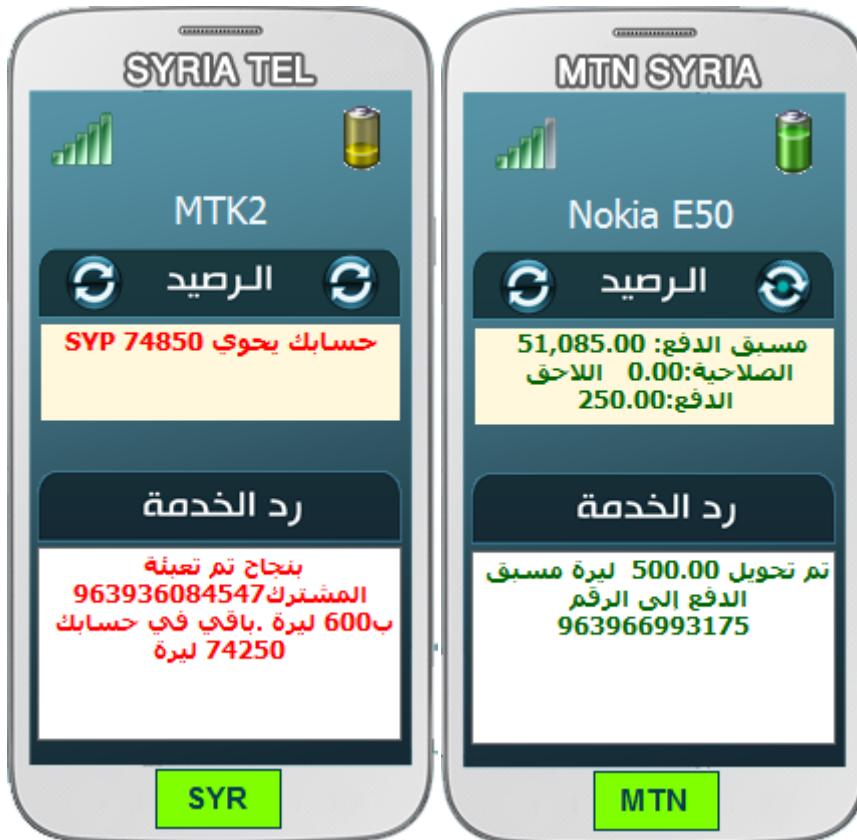 SYRIA TEL
MTK2
الرصيد
حسابك يحوي 74850 SYP
رد الخدمة
بنجاح تم تعبئة
المشترك963936084547
ب600 ليرة .باقي في حسابك
74250 ليرة
SYR
MTN SYRIA
Nokia E50
الرصيد
مسبق الدفع: 51,085.00
الصلاحية:0.00 اللاحق
الدفع:250.00
رد الخدمة
تم تحويل 500.00 ليرة مسبق
الدفع إلى الرقم
963966993175
MTN